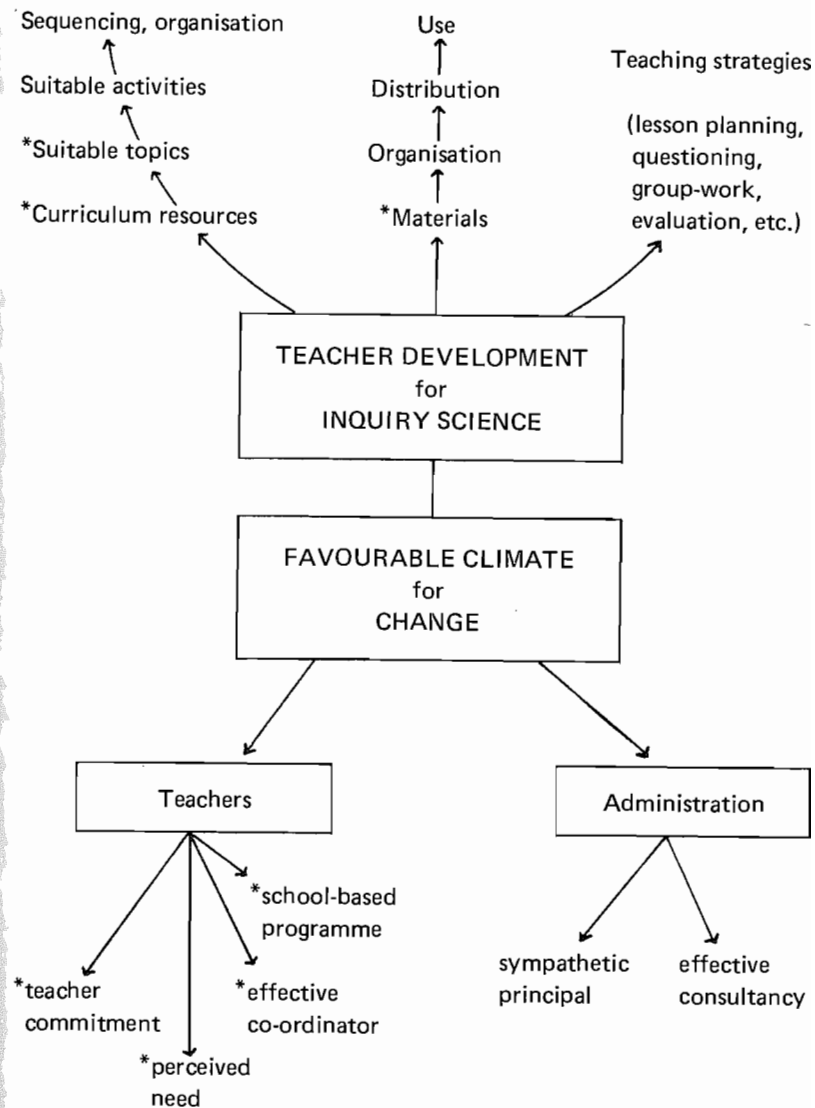 Sequencing, organisation
Suitable activities
*Suitable topics
*Curriculum resources
Use
Distribution
Organisation
*Materials
Teaching strategies
(lesson planning,
questioning,
group-work,
evaluation, etc.)
TEACHER DEVELOPMENT
for
INQUIRY SCIENCE
FAVOURABLE CLIMATE
for
CHANGE
Teachers
*school-based
programme
*effective
co-ordinator
*perceived
need
*teacher
commitment
Administration
sympathetic
principal
effective
consultancy